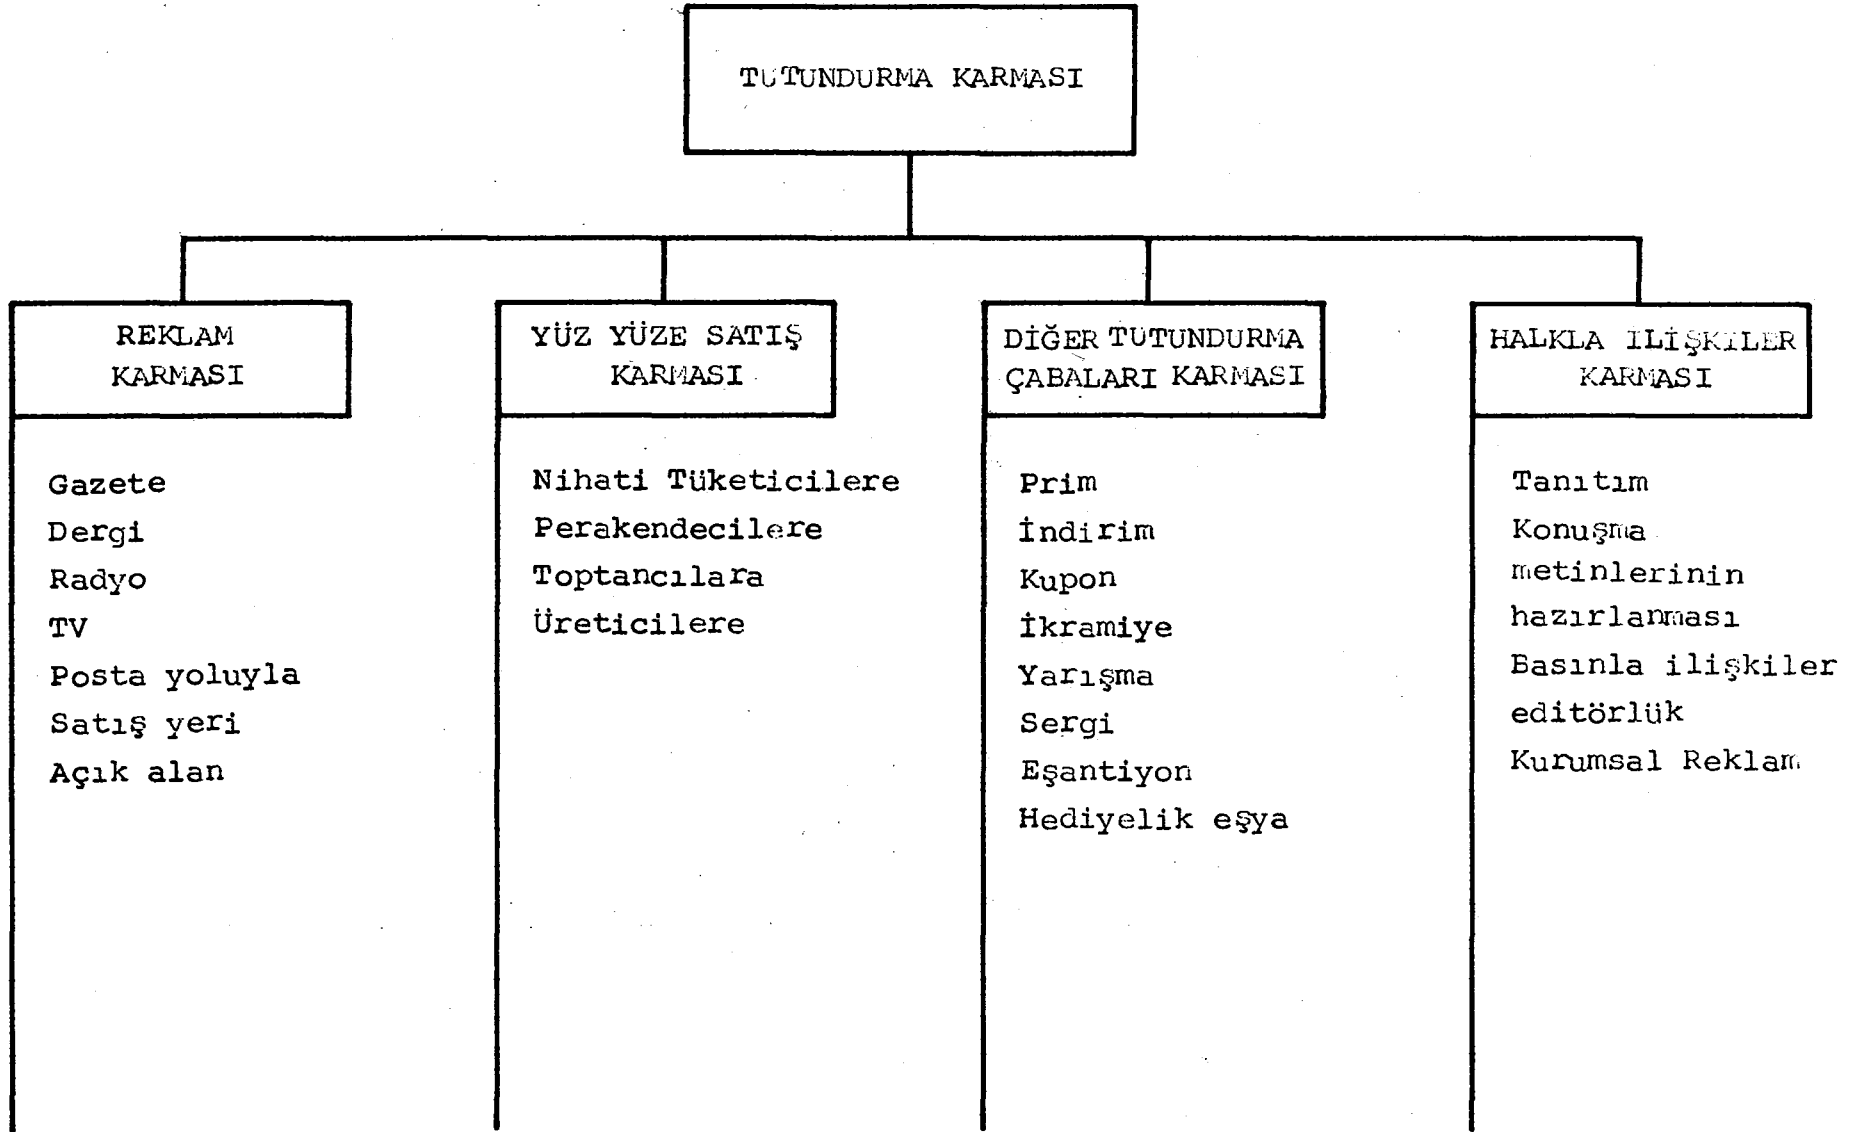 TUTUNDURMA KARMASI
REKLAM
KARMASI
Gazete
Dergi
Radyo
TV
Posta yoluyla
Satış yeri
Açık alan
YÜZ YÜZE SATIŞ
KARMASI
Nihati Tüketicilere
Perakendecilere
Toptancılara
Üreticilere
DİĞER TUTUNDURMA
ÇABALARI KARMASI
Prim
İndirim
Kupon
İkramiye
Yarışma
Sergi
Eşantiyon
Hediyelik eşya
HALKLA İLİŞKİLER
KARMASI
Tanıtım
Konuşma
metinlerinin
hazırlanması
Basınla ilişkiler
editörlük
Kurumsal Reklam